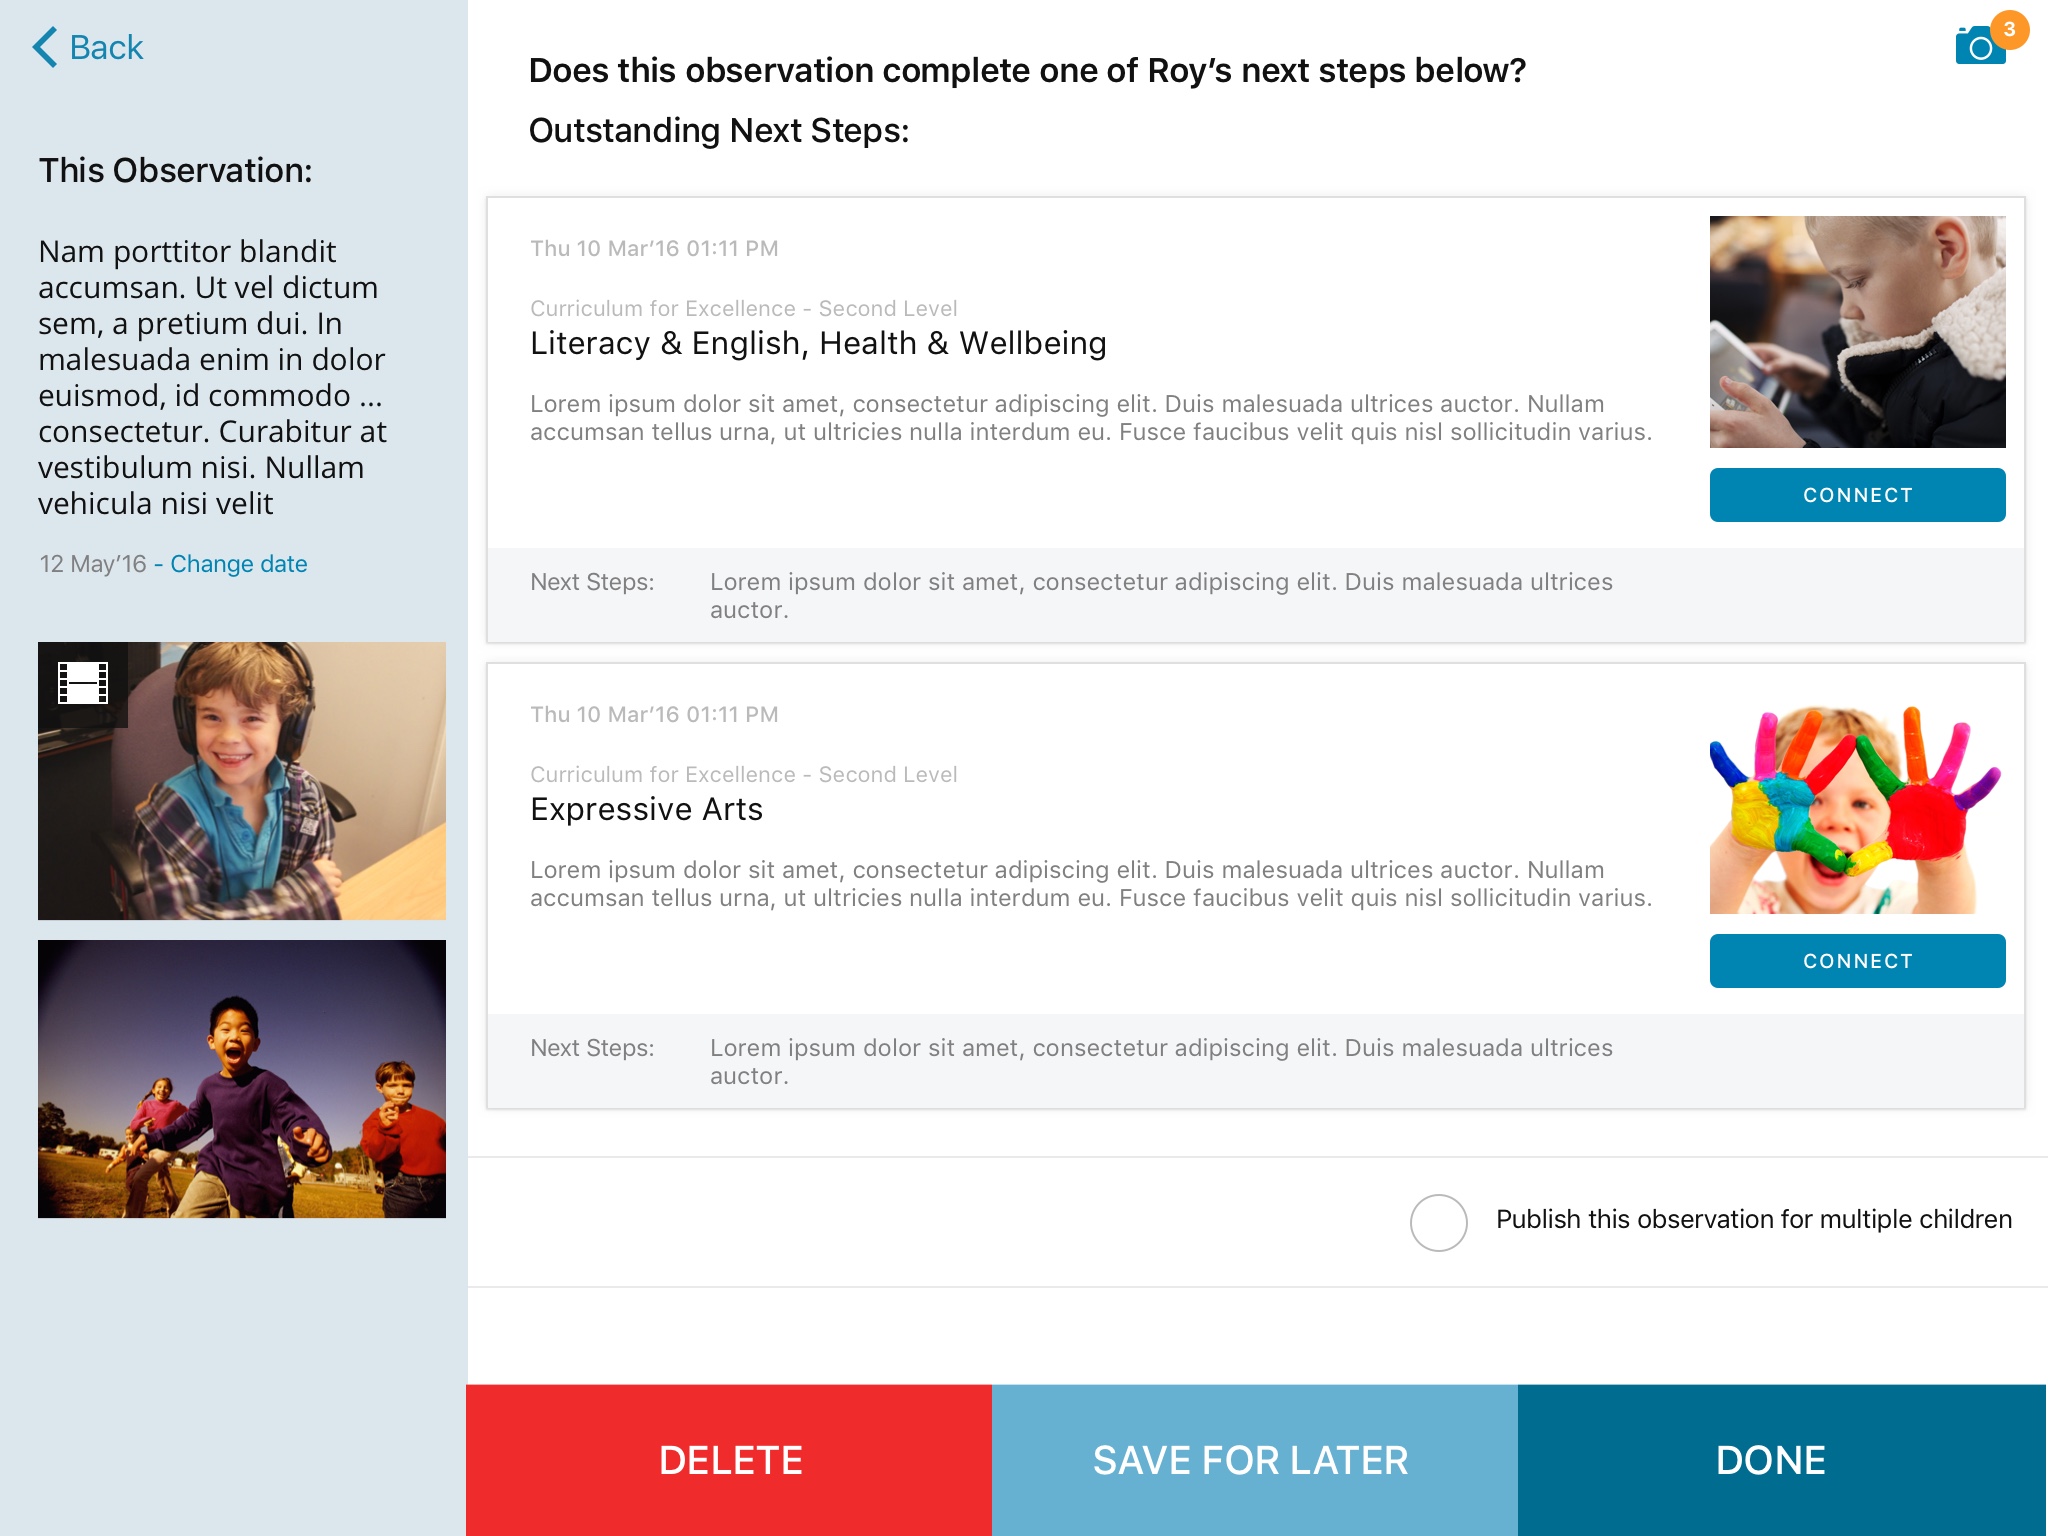 Back
This Observation:
Nam porttitor blandit
accumsan. Ut vel dictum
sem, a pretium dui. In
malesuada enim in dolor
euismod, id commodo ...
consectetur. Curabitur at
vestibulum nisi. Nullam
vehicula nisi velit
12 May’16 - Change date
3
Does this observation complete one of Roy’s next steps below?
Outstanding Next Steps:
Thu 10 Mar’16 01:11 PM
Curriculum for Excellence - Second Level
Literacy & English, Health & Wellbeing
Lorem ipsum dolor sit amet, consectetur adipiscing elit. Duis malesuada ultrices auctor. Nullam
accumsan tellus urna, ut ultricies nulla interdum eu. Fusce faucibus velit quis nisl sollicitudin varius.
CONNECT
Next Steps: Lorem ipsum dolor sit amet, consectetur adipiscing elit. Duis malesuada ultrices
auctor.
Thu 10 Mar’16 01:11 PM
Curriculum for Excellence - Second Level
Expressive Arts
Lorem ipsum dolor sit amet, consectetur adipiscing elit. Duis malesuada ultrices auctor. Nullam
accumsan tellus urna, ut ultricies nulla interdum eu. Fusce faucibus velit quis nisl sollicitudin varius.
CONNECT
Next Steps: Lorem ipsum dolor sit amet, consectetur adipiscing elit. Duis malesuada ultrices
auctor.
Publish this observation for multiple children
DELETE
SAVE FOR LATER
DONE